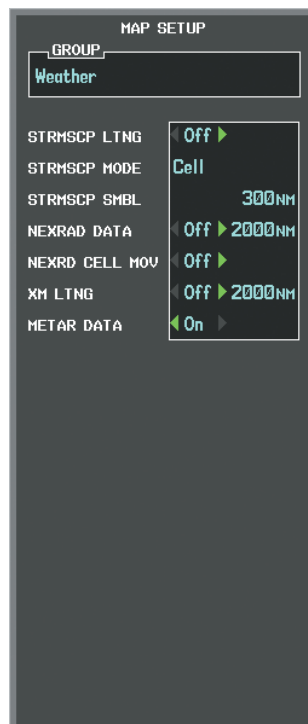 MAP SETUP
GROUP
Weather
STRMSCP LTNG Off
STRMSCP MODE Cell
STRMSCP SMBL 300NM
NEXRAD DATA Off 2000NM
NEXRD CELL MOV Off
XM LTNG Off 2000NM
METAR DATA On